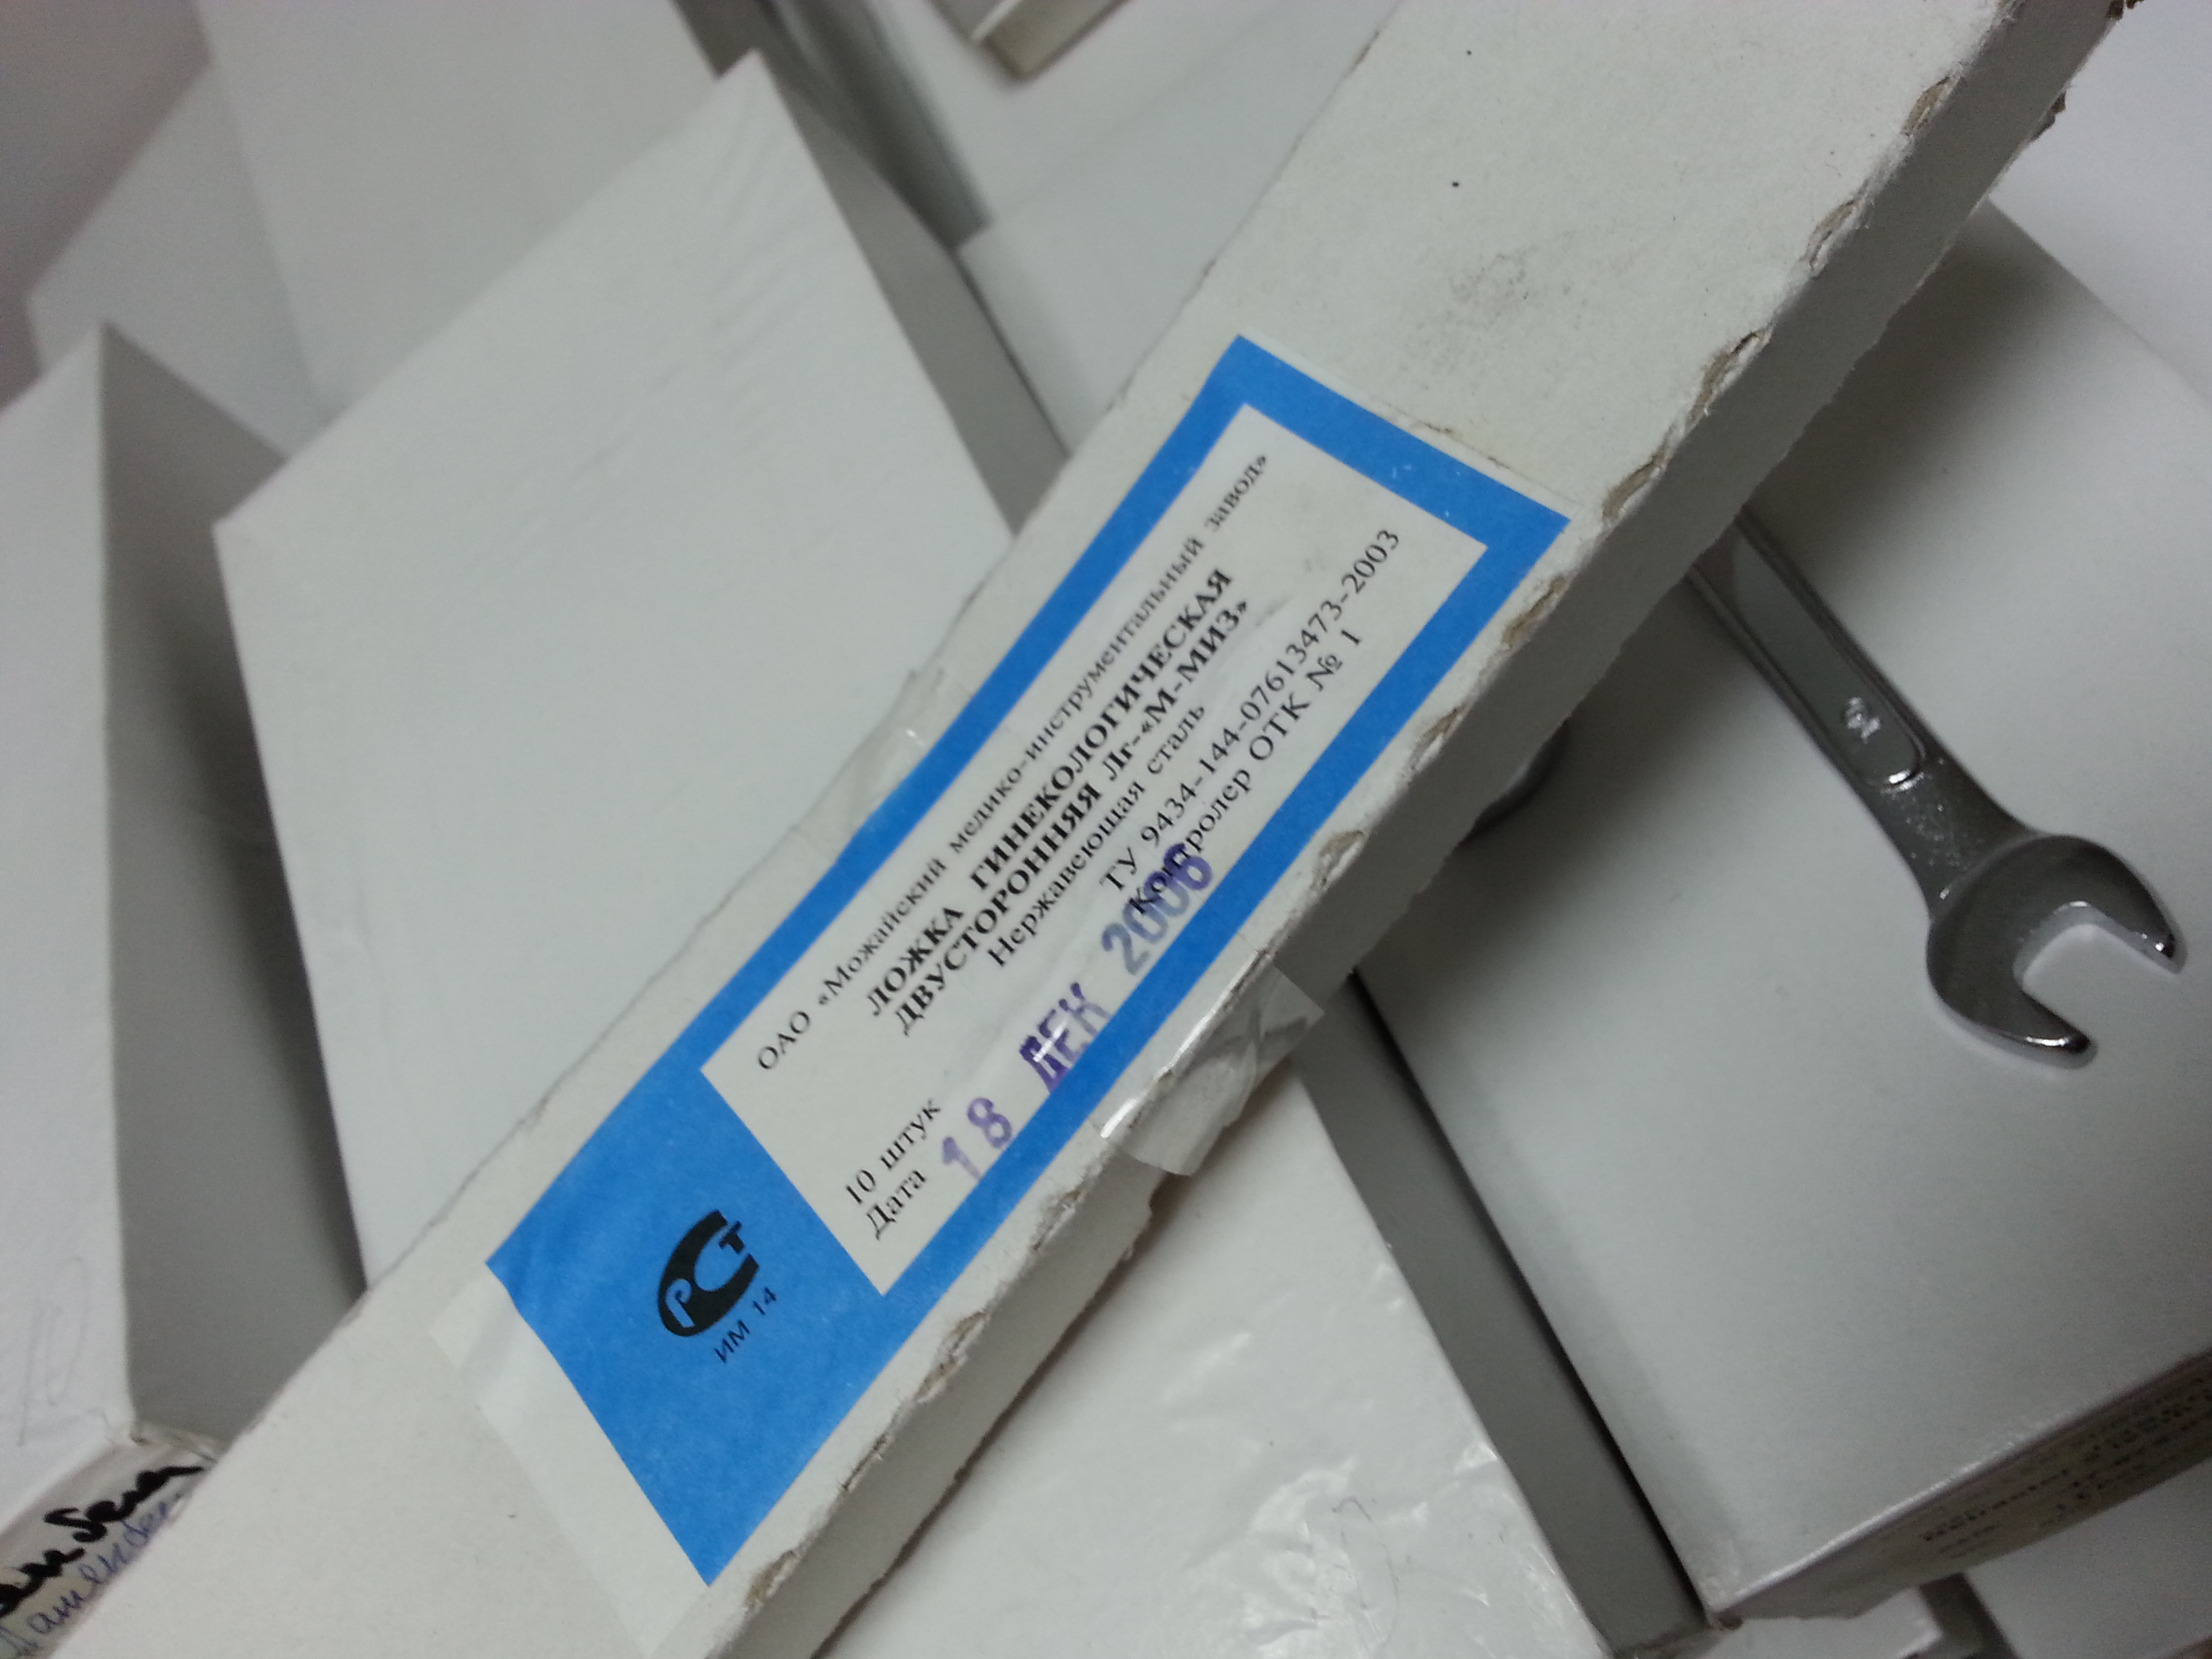 ОАО «Можайский медико-инструментальный завод»
ЛОЖКА ГИНЕКОЛОГИЧЕСКАЯ
ДВУСТОРОННЯЯ Лг-«М-МИЗ»
Нержавеющая сталь
ТУ 9434-144-07613473-2003
10 штук
Контролер ОТК № 1
Дата 18 ДЕК 2006
РСТ
ИМ 14